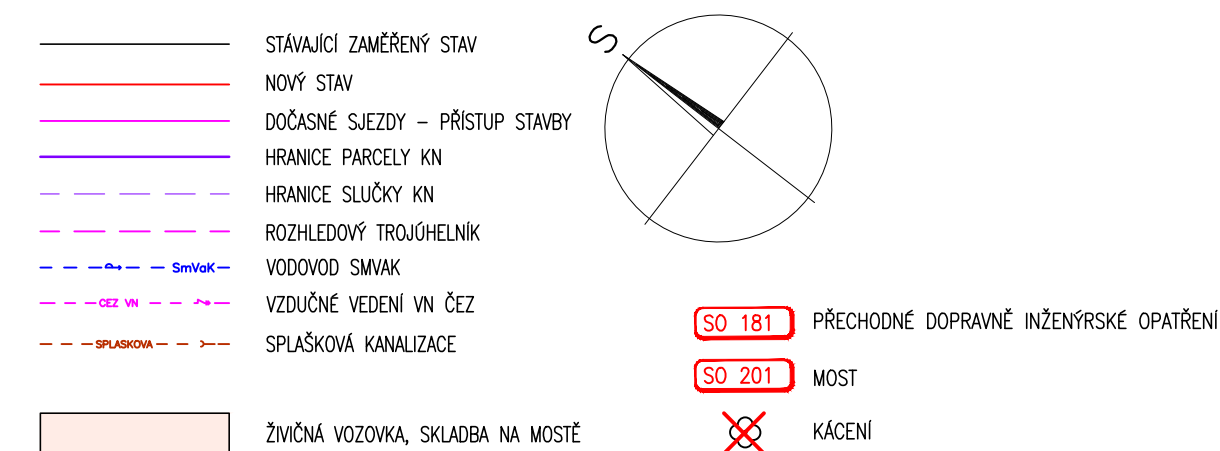 STÁVAJÍCÍ ZAMĚŘENÝ STAV
NOVÝ STAV
DOČASNÉ SJEZDY – PŘÍSTUP STAVBY
HRANICE PARCELY KN
HRANICE SLUČKY KN
ROZHLEDOVÝ TROJÚHELNÍK
SmVaK VODOVOD SMVAK
CEZ VN VZDUČNÉ VEDENÍ VN ČEZ
SPLASKOVA SPLAŠKOVÁ KANALIZACE
ŽIVIČNÁ VOZOVKA, SKLADBA NA MOSTĚ
S
SO 181 PŘECHODNÉ DOPRAVNĚ INŽENÝRSKÉ OPATŘENÍ
SO 201 MOST
KÁCENÍ